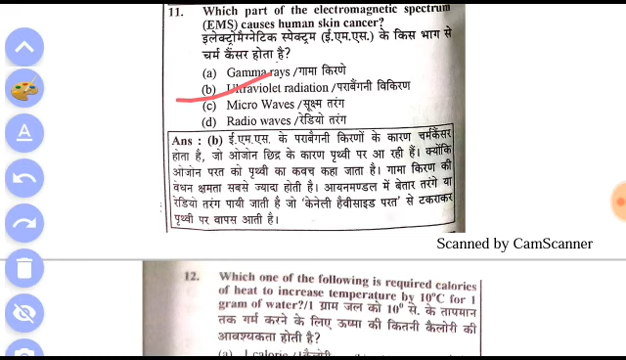 11. Which part of the electromagnetic spectrum
(EMS) causes human skin cancer?
इलेक्ट्रोमैग्नेटिक स्पेक्ट्रम (ई.एम.एस.) के किस भाग से
चर्म कैंसर होता है?
(a) Gamma rays /गामा किरणे
(b) Ultraviolet radiation /पराबैंगनी विकिरण
(c) Micro Waves /सूक्ष्म तरंग
(d) Radio waves /रेडियो तरंग
Ans : (b) ई.एम.एस. के पराबैगनी किरणों के कारण चर्मकैंसर
होता है, जो ओजोन छिद्र के कारण पृथ्वी पर आ रही हैं। क्योंकि
ओजोन परत को पृथ्वी का कवच कहा जाता है। गामा किरण की
वेधन क्षमता सबसे ज्यादा होती है। आयनमण्डल में बेतार तरंगे या
रेडियो तरंग पायी जाती है जो 'केनेली हैवीसाइड परत' से टकराकर
पृथ्वी पर वापस आती है।
Scanned by CamScanner
12. Which one of the following is required calories
of heat to increase temperature by 10°C for 1
gram of water?/1 ग्राम जल को 10° से. के तापमान
तक गर्म करने के लिए ऊष्मा की कितनी कैलोरी की
आवश्यकता होती है?
(a) 1 calorie /1 कैलोरी
A